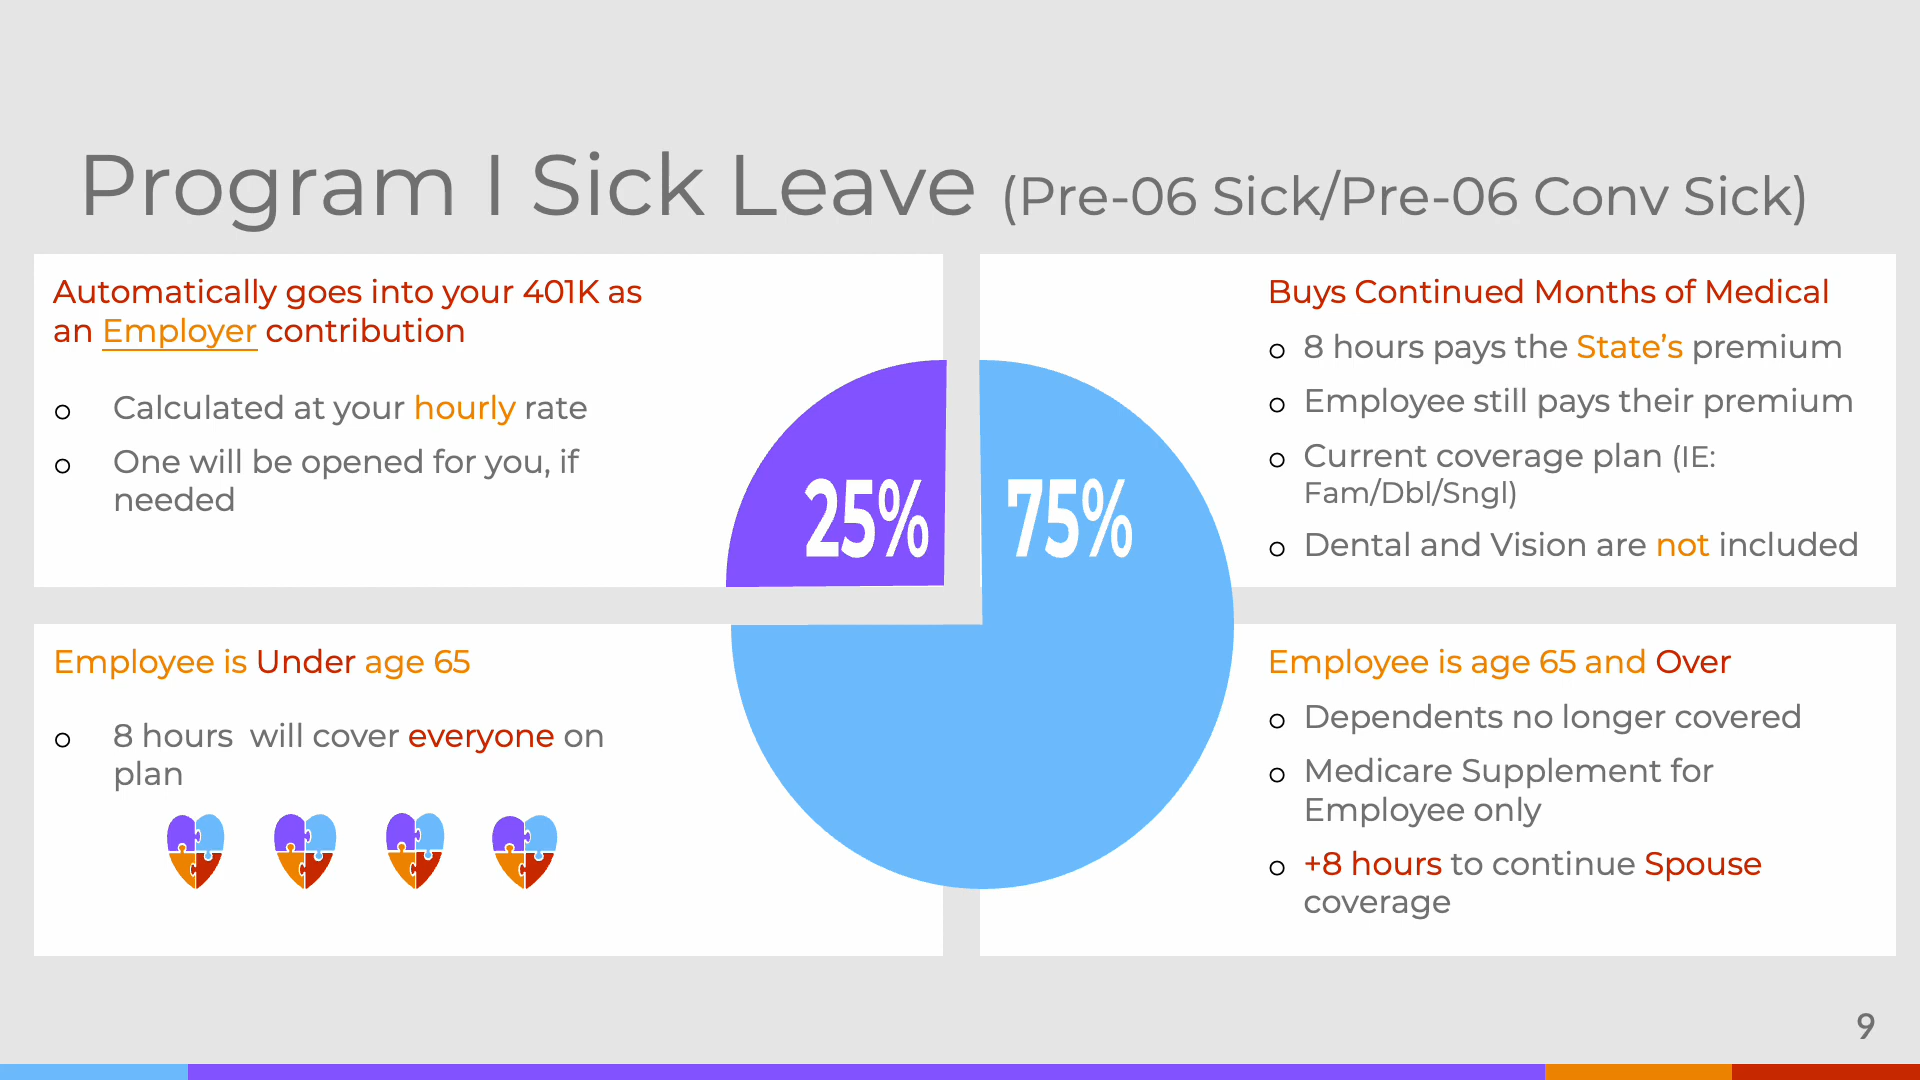 Program I Sick Leave (Pre-06 Sick/Pre-06 Conv Sick)
Automatically goes into your 401K as
an Employer contribution
Calculated at your hourly rate
One will be opened for you, if
needed
25%
75%
Buys Continued Months of Medical
8 hours pays the State’s premium
Employee still pays their premium
Current coverage plan (IE:
Fam/Dbl/Sngl)
Dental and Vision are not included
Employee is Under age 65
8 hours  will cover everyone on
plan
Employee is age 65 and Over
Dependents no longer covered
Medicare Supplement for
Employee only
+8 hours to continue Spouse
coverage
9